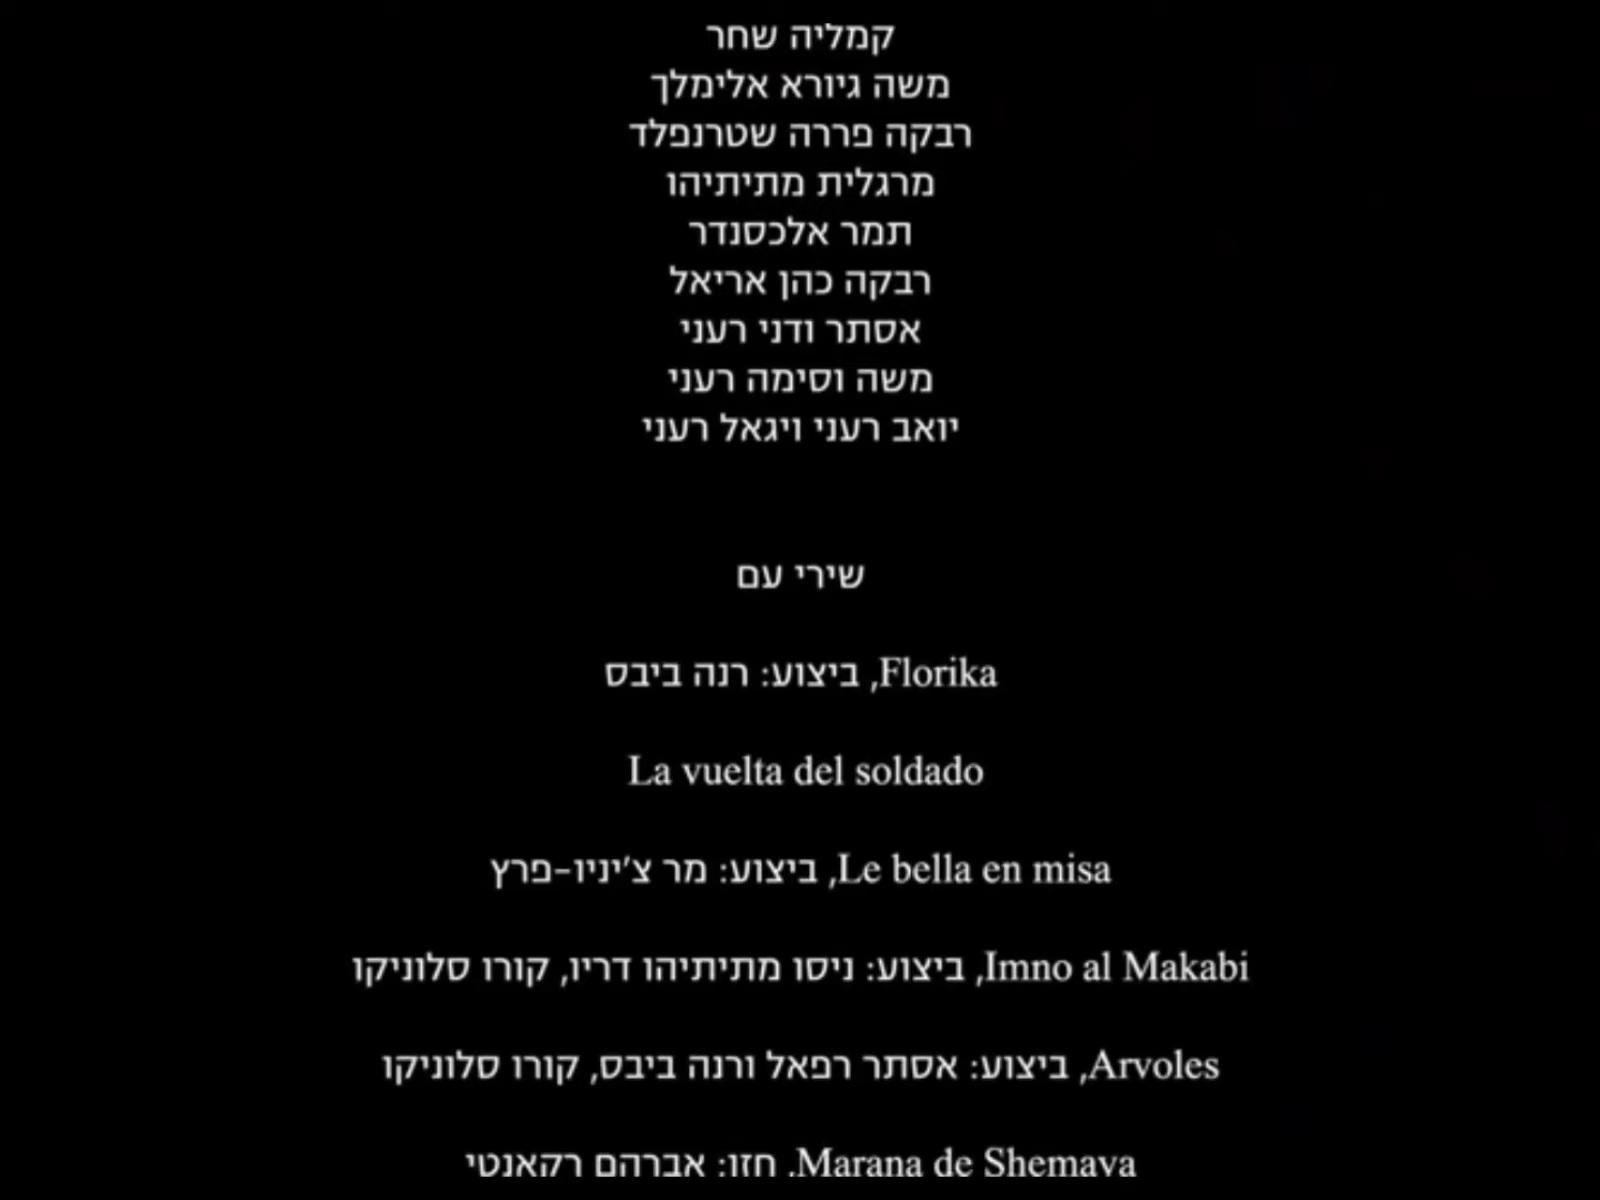 קמליה שחר
משה גיורא אלימלך
רבקה פררה שטרנפלד
מרגלית מתיתיהו
תמר אלכסנדר
רבקה כהן אריאל
אסתר ודני רעני
משה וסימה רעני
יואב רעני ויגאל רעני
שירי עם
Florika, ביצוע: רנה ביבס
La vuelta del soldado
Le bella en misa, ביצוע: מר צ'יניו-פרץ
Imno al Makabi, ביצוע: ניסו מתיתיהו דריו, קורו סלוניקו
Arvoles, ביצוע: אסתר רפאל ורנה ביבס, קורו סלוניקו
Marana de Shemava. חזו: אברהם רקאנטי